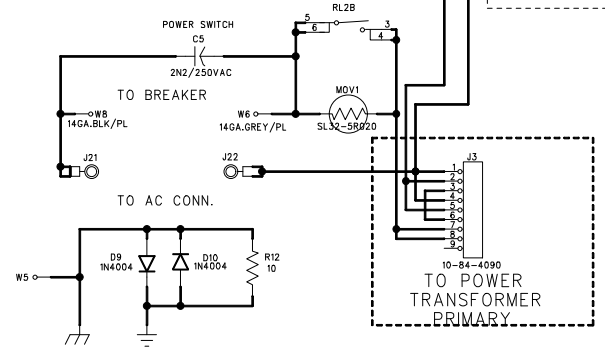 RL2B
POWER SWITCH
5
3
C5
6
4
2N2/250VAC
TO BREAKER
MOV1
W8
W6
14GA.BLK/PL
14GA.GREY/PL
SL32-5R020
J21
J22
J3
1
2
3
4
5
6
7
8
9
TO AC CONN.
D9
1N4004
D10
1N4004
R12
10
W5
10-84-4090
TO POWER
TRANSFORMER
PRIMARY